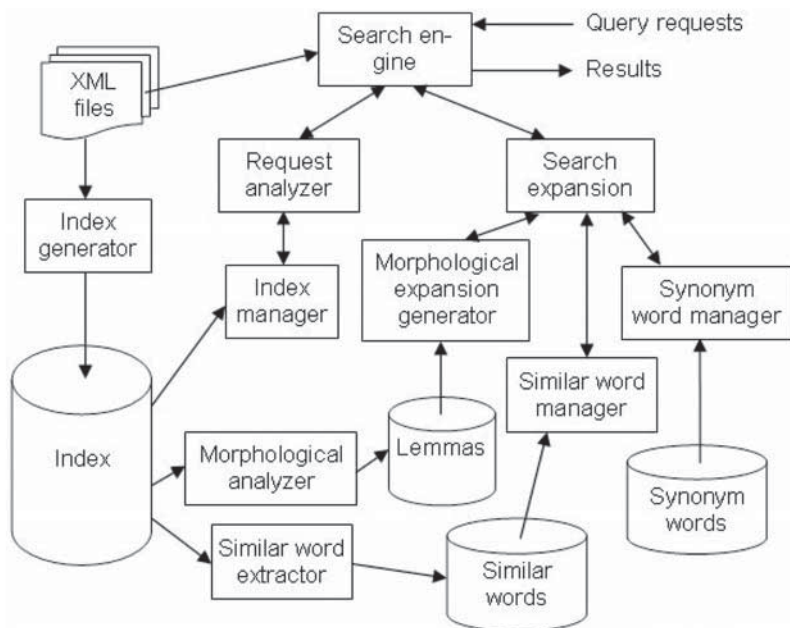 Search en-
gine
Query requests
Results
XML
files
Request
analyzer
Search
expansion
Index
generator
Index
manager
Morphological
expansion
generator
Synonym
word manager
Similar word
manager
Index
Morphological
analyzer
Lemmas
Synonym
words
Similar word
extractor
Similar
words